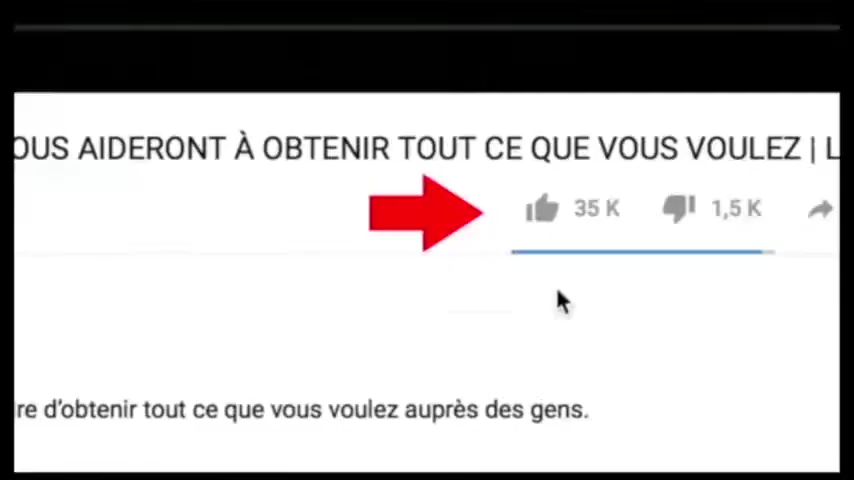 OUS AIDERONT À OBTENIR TOUT CE QUE VOUS VOULEZ | L
35 K 1,5 K
re d'obtenir tout ce que vous voulez auprès des gens.